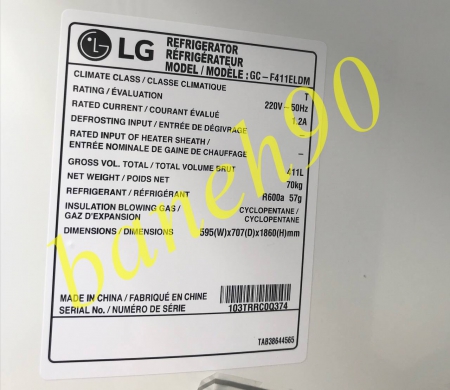 LG
REFRIGERATOR
RÉFRIGÉRATEUR
MODEL / MODÈLE : GC - F411ELDM
CLIMATE CLASS / CLASSE CLIMATIQUE T
RATING / ÉVALUATION 220V~50Hz
RATED CURRENT / COURANT ÉVALUÉ 1.2A
DEFROSTING INPUT / ENTRÉE DE DÉGIVRAGE –
RATED INPUT OF HEATER SHEATH /
ENTRÉE NOMINALE DE GAINE DE CHAUFFAGE –
GROSS VOL. TOTAL / TOTAL VOLUME BRUT 411L
NET WEIGHT / POIDS NET 70kg
REFRIGERANT / RÉFRIGÉRANT R600a 57g
INSULATION BLOWING GAS / CYCLOPENTANE /
GAZ D'EXPANSION CYCLOPENTANE
DIMENSIONS / DIMENSIONS 595(W)x707(D)x1860(H)mm
MADE IN CHINA / FABRIQUÉ EN CHINE
SERIAL No. / NUMÉRO DE SÉRIE 103TRRC0Q374
TAB38644565
baneh90